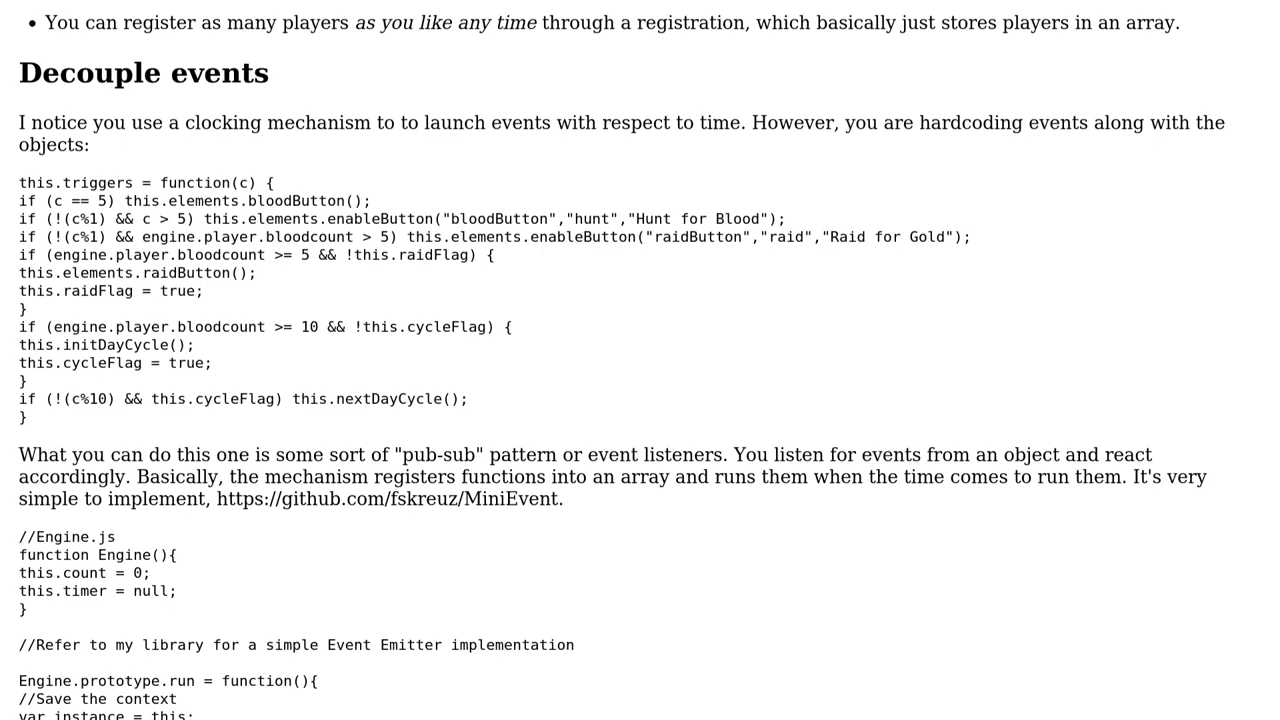 • You can register as many players as you like any time through a registration, which basically just stores players in an array.
Decouple events
I notice you use a clocking mechanism to to launch events with respect to time. However, you are hardcoding events along with the
objects:
this.triggers = function(c) {
if (c == 5) this.elements.bloodButton();
if (!(c%1) && c > 5) this.elements.enableButton("bloodButton","hunt","Hunt for Blood");
if (!(c%1) && engine.player.bloodcount > 5) this.elements.enableButton("raidButton","raid","Raid for Gold");
if (engine.player.bloodcount >= 5 && !this.raidFlag) {
this.elements.raidButton();
this.raidFlag = true;
}
if (engine.player.bloodcount >= 10 && !this.cycleFlag) {
this.initDayCycle();
this.cycleFlag = true;
}
if (!(c%10) && this.cycleFlag) this.nextDayCycle();
}
What you can do this one is some sort of "pub-sub" pattern or event listeners. You listen for events from an object and react
accordingly. Basically, the mechanism registers functions into an array and runs them when the time comes to run them. It's very
simple to implement, https://github.com/fskreuz/MiniEvent.
//Engine.js
function Engine(){
this.count = 0;
this.timer = null;
}
//Refer to my library for a simple Event Emitter implementation
Engine.prototype.run = function(){
//Save the context
var instance = this;